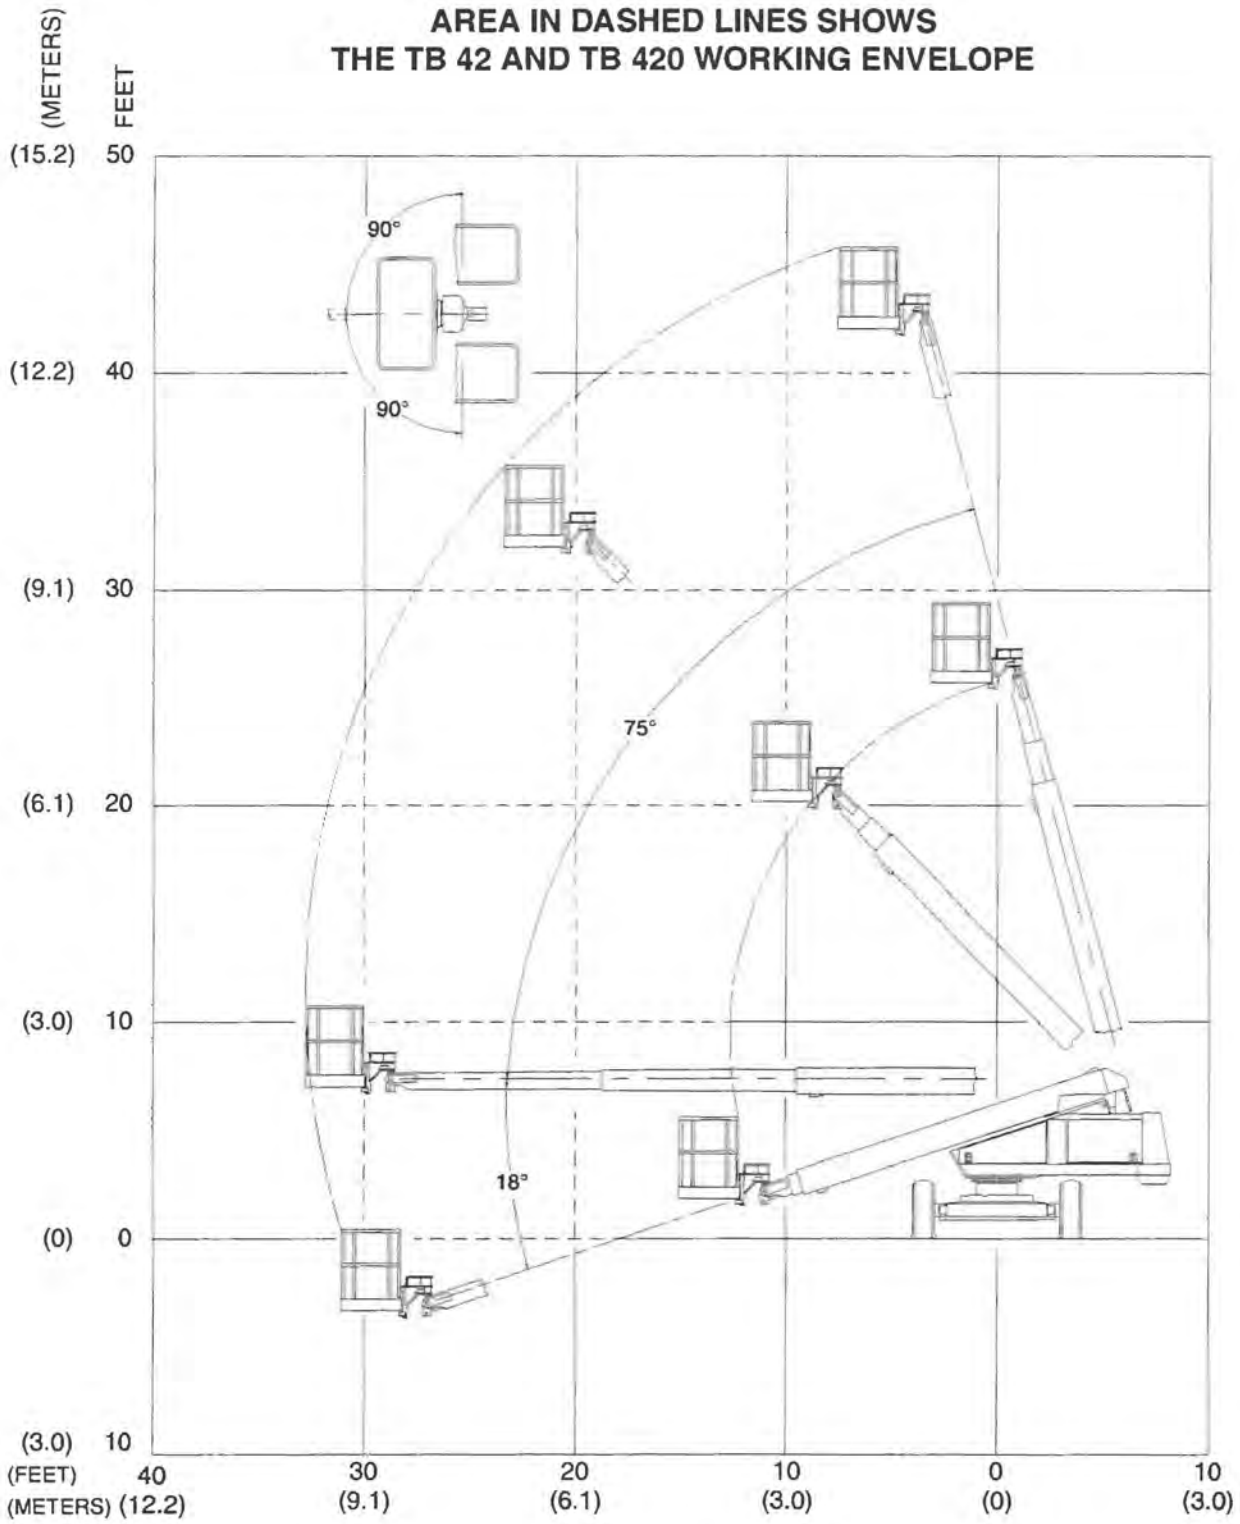 AREA IN DASHED LINES SHOWS
THE TB 42 AND TB 420 WORKING ENVELOPE
(METERS)
FEET
(15.2) 50
90°
(12.2) 40
90°
(9.1) 30
75°
(6.1) 20
(3.0) 10
18°
(0) 0
(3.0) 10
(FEET) 40 30 20 10 0 10
(METERS) (12.2) (9.1) (6.1) (3.0) (0) (3.0)